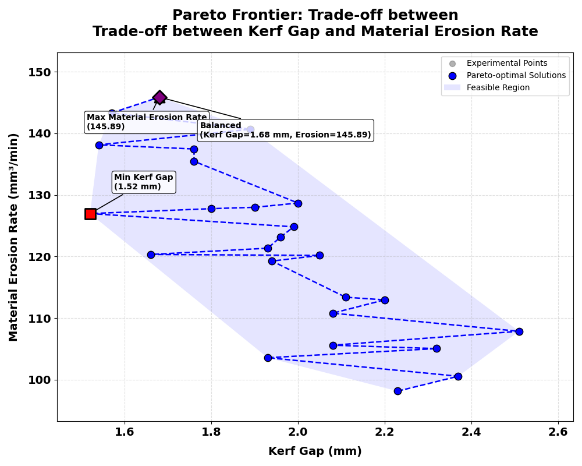 Pareto Frontier: Trade-off between
Trade-off between Kerf Gap and Material Erosion Rate
Experimental Points
Pareto-optimal Solutions
Feasible Region
Max Material Erosion Rate
(145.89)
Balanced
(Kerf Gap=1.68 mm, Erosion=145.89)
Min Kerf Gap
(1.52 mm)
Material Erosion Rate (mm³/min)
150
140
130
120
110
100
1.6
1.8
2.0
2.2
2.4
2.6
Kerf Gap (mm)